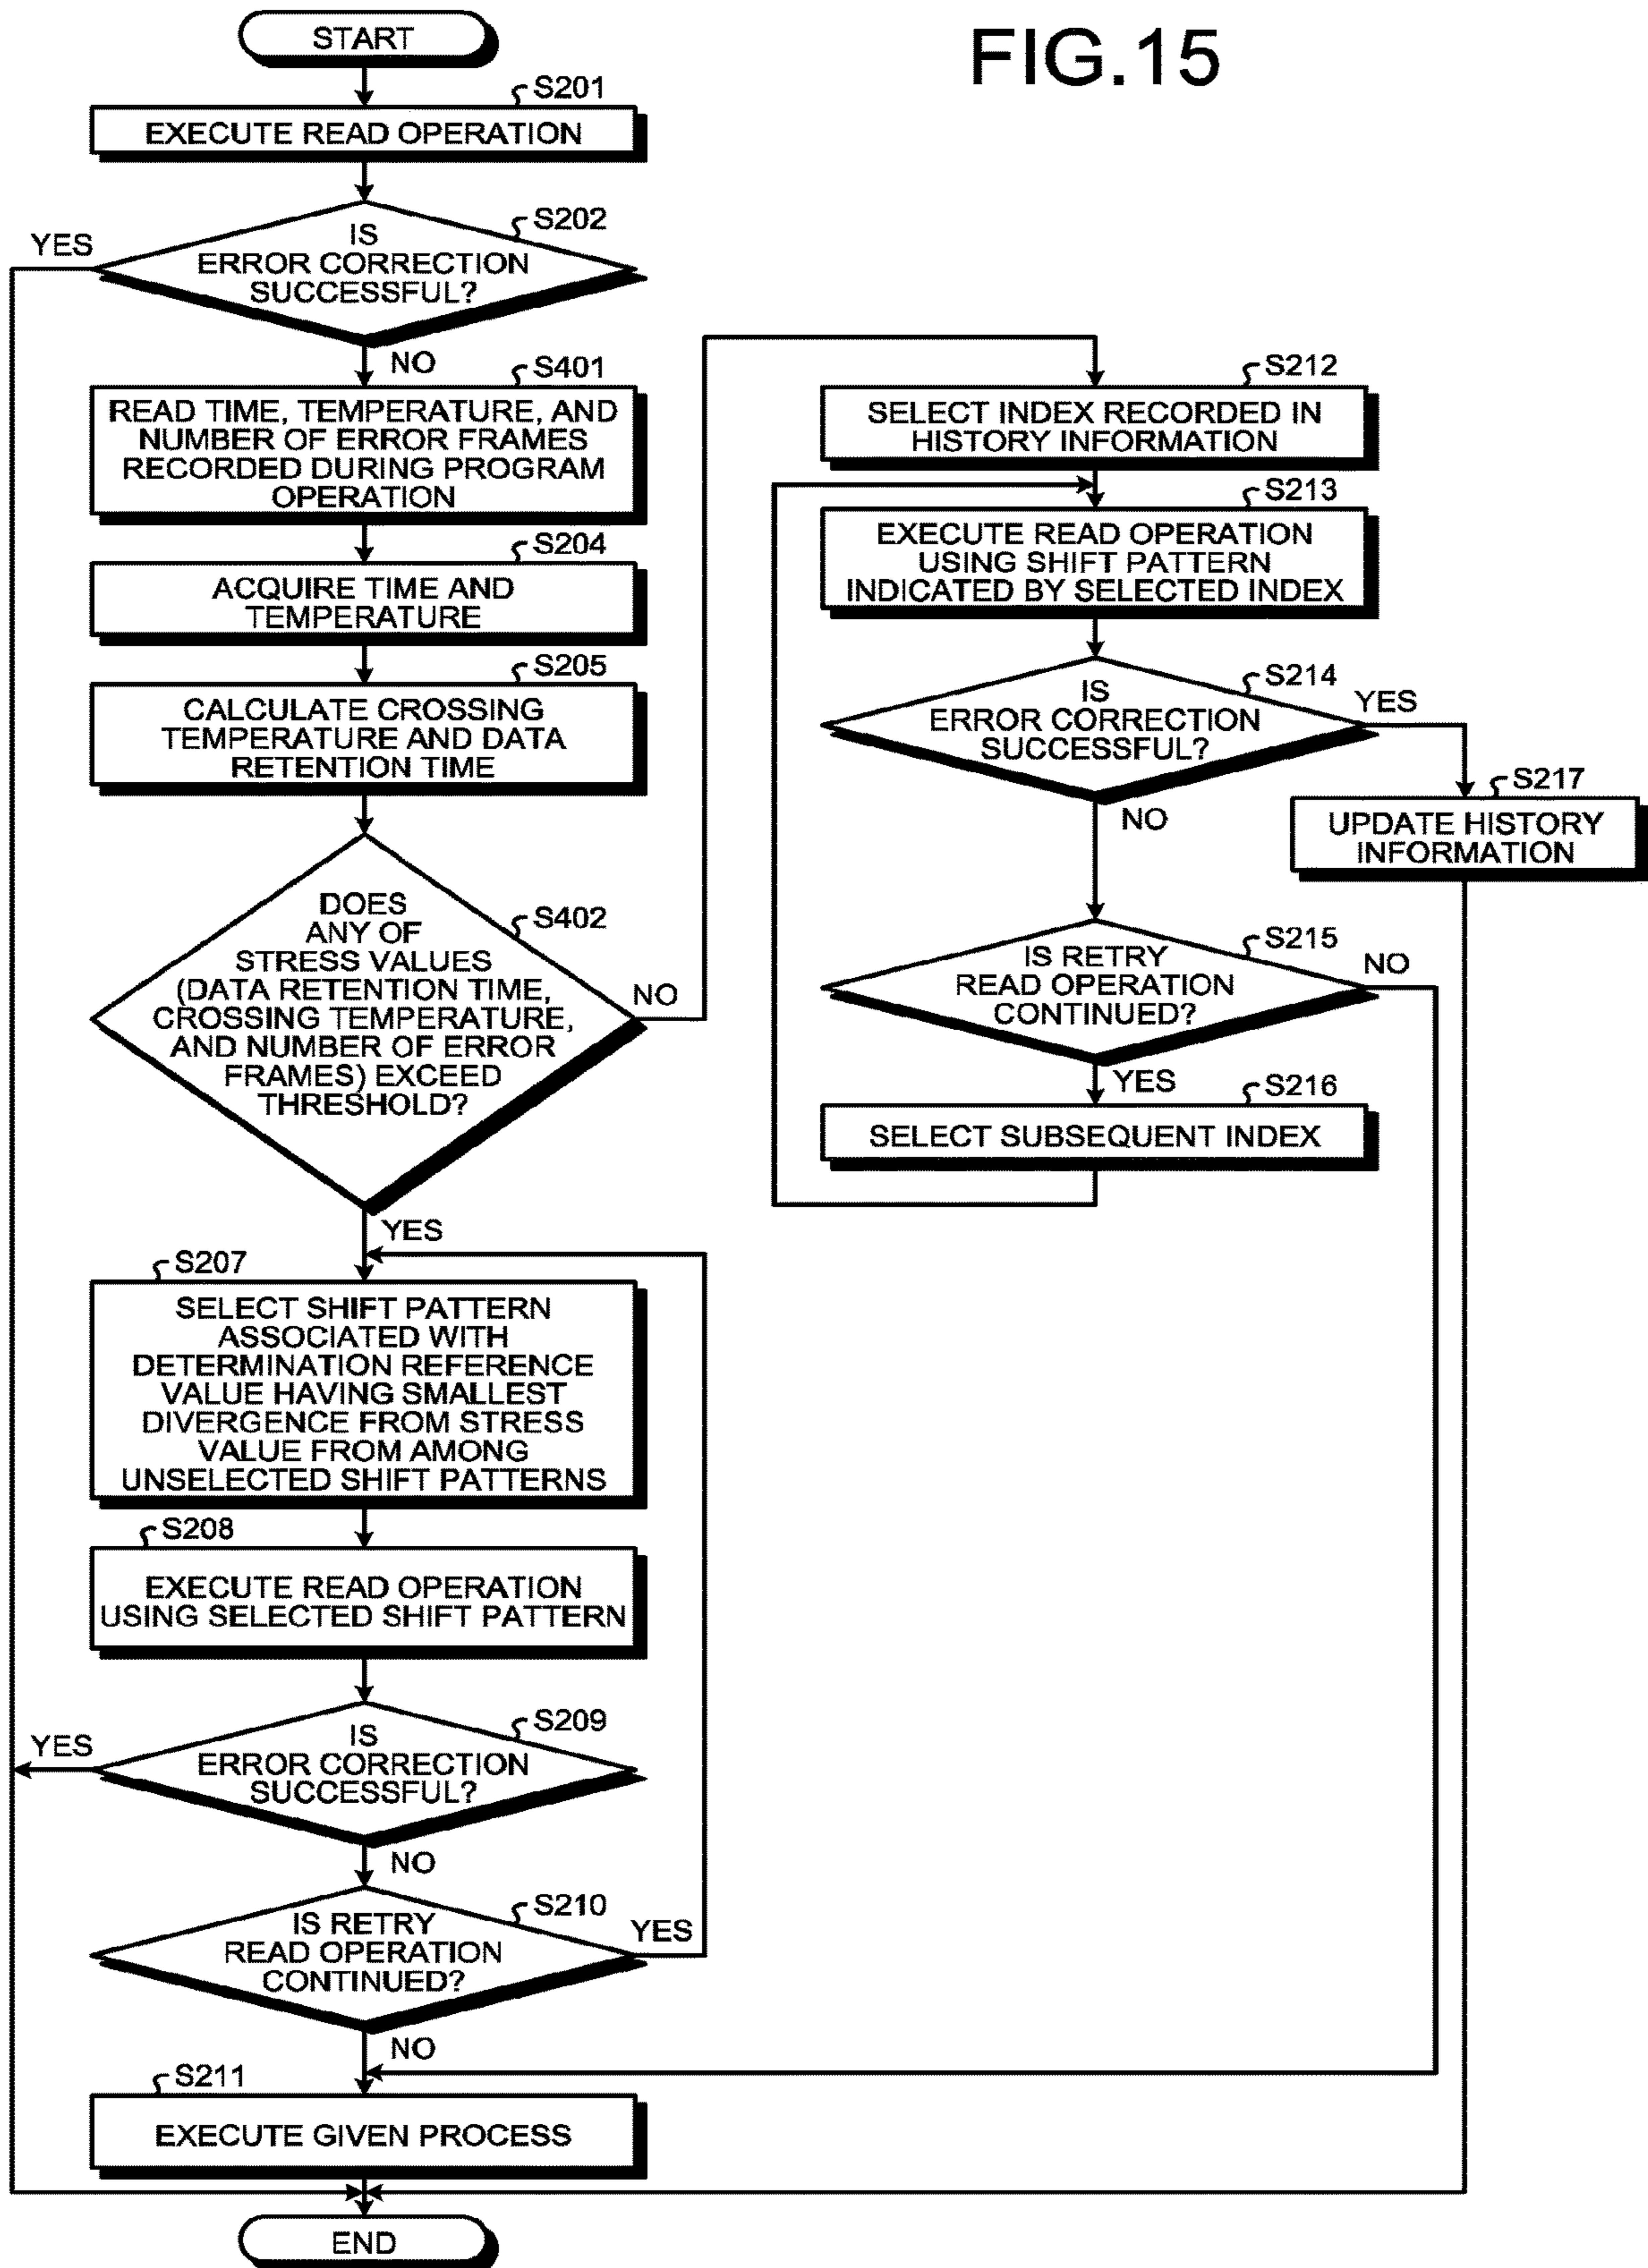 FIG.15
START
S201
EXECUTE READ OPERATION
S202
YES
IS
ERROR CORRECTION
SUCCESSFUL?
NO
S401
READ TIME, TEMPERATURE, AND
NUMBER OF ERROR FRAMES
RECORDED DURING PROGRAM
OPERATION
S204
ACQUIRE TIME AND
TEMPERATURE
S205
CALCULATE CROSSING
TEMPERATURE AND DATA
RETENTION TIME
S402
DOES
ANY OF
STRESS VALUES
(DATA RETENTION TIME,
CROSSING TEMPERATURE,
AND NUMBER OF ERROR
FRAMES) EXCEED
THRESHOLD?
NO
YES
S207
SELECT SHIFT PATTERN
ASSOCIATED WITH
DETERMINATION REFERENCE
VALUE HAVING SMALLEST
DIVERGENCE FROM STRESS
VALUE FROM AMONG
UNSELECTED SHIFT PATTERNS
S208
EXECUTE READ OPERATION
USING SELECTED SHIFT PATTERN
S209
YES
IS
ERROR CORRECTION
SUCCESSFUL?
NO
S210
IS RETRY
READ OPERATION
CONTINUED?
YES
NO
S211
EXECUTE GIVEN PROCESS
END
S212
SELECT INDEX RECORDED IN
HISTORY INFORMATION
S213
EXECUTE READ OPERATION
USING SHIFT PATTERN
INDICATED BY SELECTED INDEX
S214
IS
ERROR CORRECTION
SUCCESSFUL?
YES
NO
S217
UPDATE HISTORY
INFORMATION
S215
IS RETRY
READ OPERATION
CONTINUED?
NO
YES
S216
SELECT SUBSEQUENT INDEX